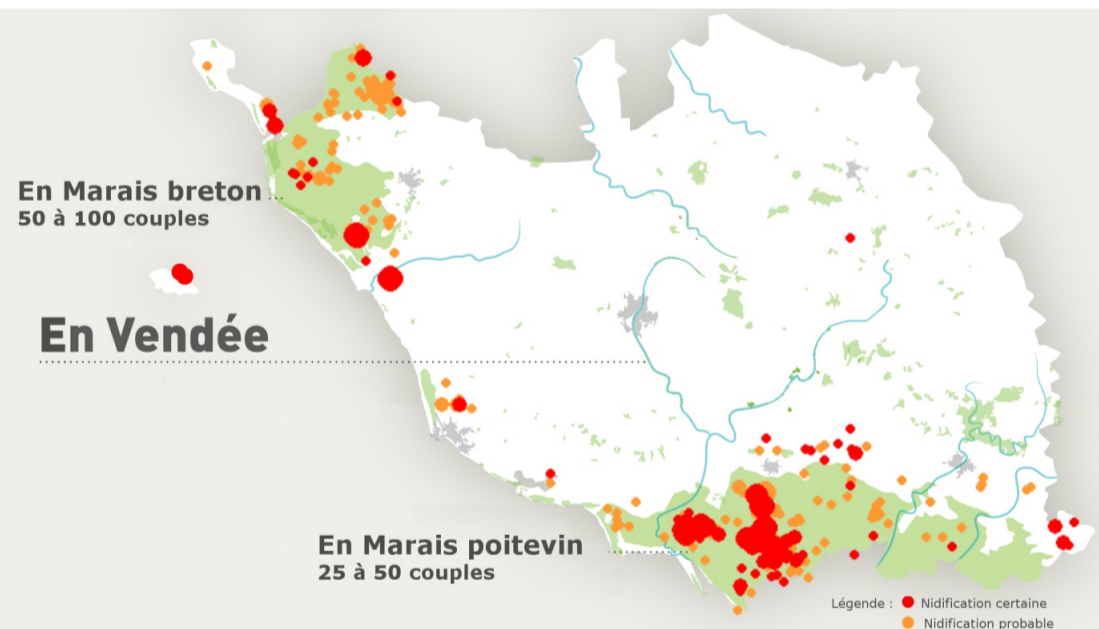 En Marais breton
50 à 100 couples
En Vendée
En Marais poitevin
25 à 50 couples
Légende : Nidification certaine
Nidification probable